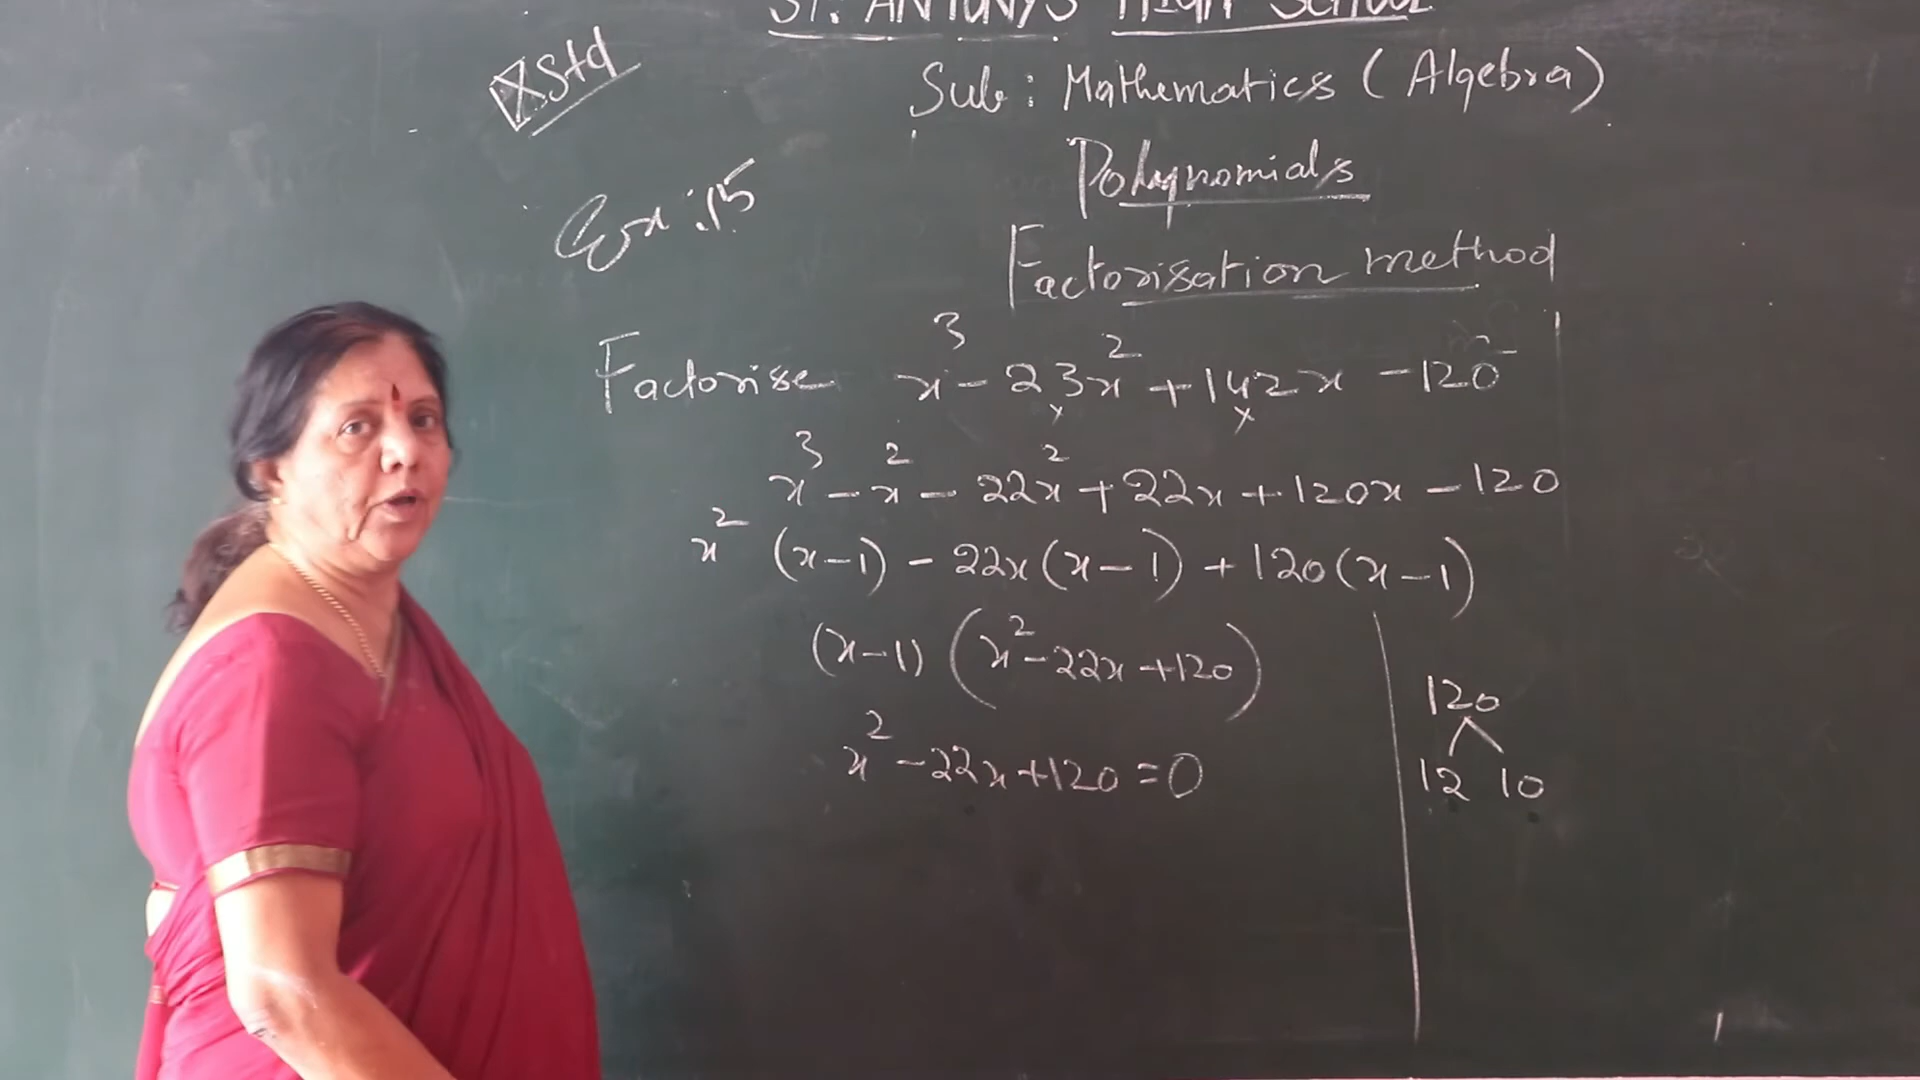 ST. ANTONY'S HIGH SCHOOL
IX Std
Sub: Mathematics (Algebra)
Ex: 15
Polynomials
Factorisation method
Factorise x³ - 23x² + 142x - 120
x³ - x² - 22x² + 22x + 120x - 120
x² (x-1) - 22x(x-1) + 120(x-1)
(x-1) (x² - 22x + 120)
x² - 22x + 120 = 0
120
12 10